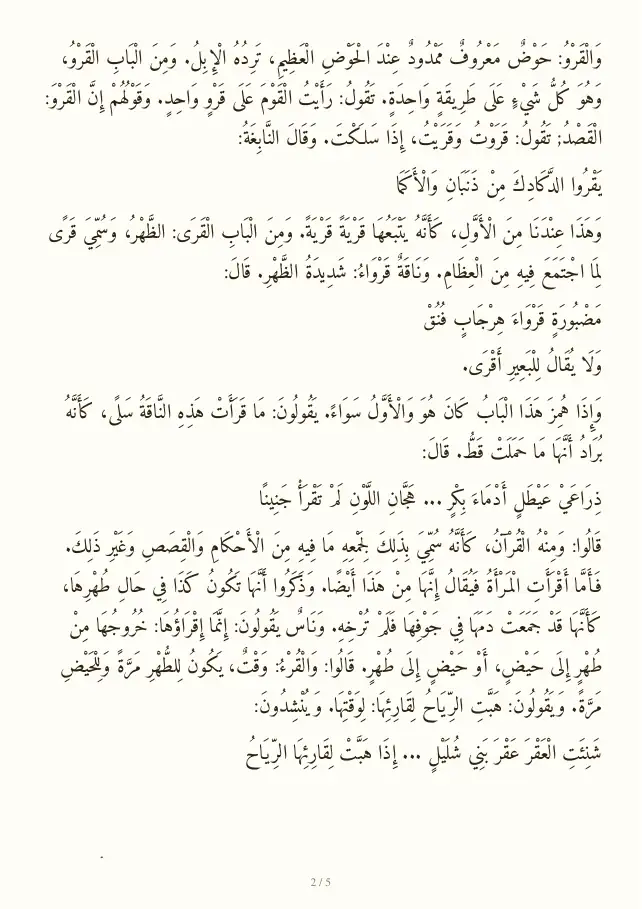 وَالْقَرْوُ: حَوْضٌ مَعْرُوفٌ مَمْدُودٌ عِنْدَ الْحَوْضِ الْعَظِيمِ، تَرِدُهُ الْإِبِلُ. وَمِنَ الْبَابِ الْقَرْوُ،
وَهُوَ كُلُّ شَيْءٍ عَلَى طَرِيقَةٍ وَاحِدَةٍ. تَقُولُ: رَأَيْتُ الْقَوْمَ عَلَى قَرْوٍ وَاحِدٍ. وَقَوْلُهُمْ إِنَّ الْقَرْوَ:
الْقَصْدُ; تَقُولُ: قَرَوْتُ وَقَرَيْتُ، إِذَا سَلَكْتَ. وَقَالَ النَّابِغَةُ:
يَقْرُوا الدَّكَادِكَ مِنْ ذَنَبَانِ وَالْأَكَمَا
وَهَذَا عِنْدَنَا مِنَ الْأَوَّلِ، كَأَنَّهُ يَتْبَعُهَا قَرْيَةً قَرْيَةً. وَمِنَ الْبَابِ الْقَرَى: الظَّهْرُ، وَسُمِّيَ قَرًى
لِمَا اجْتَمَعَ فِيهِ مِنَ الْعِظَامِ. وَنَاقَةٌ قَرْوَاءُ: شَدِيدَةُ الظَّهْرِ. قَالَ:
مَضْبُورَةٍ قَرْوَاءَ هِرْجَابٍ فُنُقْ
وَلَا يُقَالُ لِلْبَعِيرِ أَقْرَى.
وَإِذَا هُمِزَ هَذَا الْبَابُ كَانَ هُوَ وَالْأَوَّلُ سَوَاءً. يَقُولُونَ: مَا قَرَأَتْ هَذِهِ النَّاقَةُ سَلًى، كَأَنَّهُ
يُرَادُ أَنَّهَا مَا حَمَلَتْ قَطُّ. قَالَ:
ذِرَاعَيْ عَيْطَلٍ أَدْمَاءَ بِكْرٍ ... هَجَّانِ اللَّوْنِ لَمْ تَقْرَأْ جَنِينًا
قَالُوا: وَمِنْهُ الْقُرْآنُ، كَأَنَّهُ سُمِّيَ بِذَلِكَ لِجَمْعِهِ مَا فِيهِ مِنَ الْأَحْكَامِ وَالْقِصَصِ وَغَيْرِ ذَلِكَ.
فَأَمَّا أَقْرَأَتِ الْمَرْأَةُ فَيُقَالُ إِنَّهَا مِنْ هَذَا أَيْضًا. وَذَكَرُوا أَنَّهَا تَكُونُ كَذَا فِي حَالِ طُهْرِهَا،
كَأَنَّهَا قَدْ جَمَعَتْ دَمَهَا فِي جَوْفِهَا فَلَمْ تُرْخِهِ. وَنَاسٌ يَقُولُونَ: إِنَّمَا إِقْرَاؤُهَا: خُرُوجُهَا مِنْ
طُهْرٍ إِلَى حَيْضٍ، أَوْ حَيْضٍ إِلَى طُهْرٍ. قَالُوا: وَالْقُرْءُ: وَقْتٌ، يَكُونُ لِلطُّهْرِ مَرَّةً وَلِلْحَيْضِ
مَرَّةً. وَيَقُولُونَ: هَبَّتِ الرِّيَاحُ لِقَارِئِهَا: لِوَقْتِهَا. وَيُنْشِدُونَ:
شَنِئَتِ الْعَقْرَ عَقْرَ بَنِي شُلَيْلٍ ... إِذَا هَبَّتْ لِقَارِئِهَا الرِّيَاحُ
2 / 5